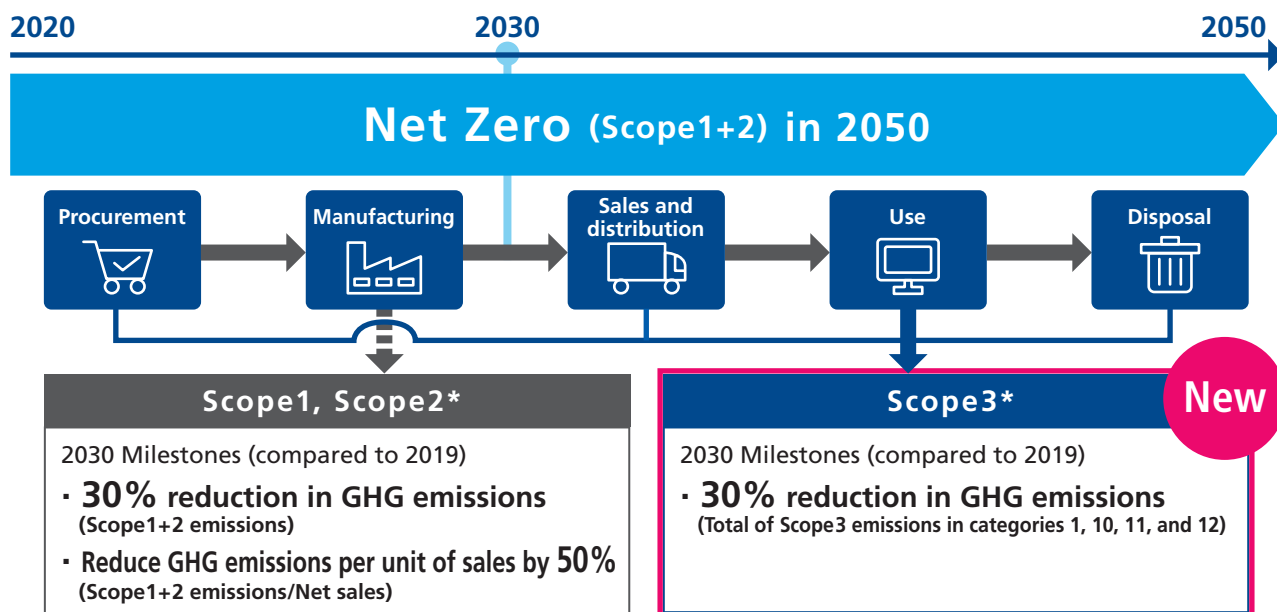 2020 2030 2050
Net Zero (Scope1+2) in 2050
Procurement
Manufacturing
Sales and
distribution
Use
Disposal
Scope1, Scope2*
2030 Milestones (compared to 2019)
・30% reduction in GHG emissions
(Scope1+2 emissions)
・Reduce GHG emissions per unit of sales by 50%
(Scope1+2 emissions/Net sales)
Scope3*
New
2030 Milestones (compared to 2019)
・30% reduction in GHG emissions
(Total of Scope3 emissions in categories 1, 10, 11, and 12)